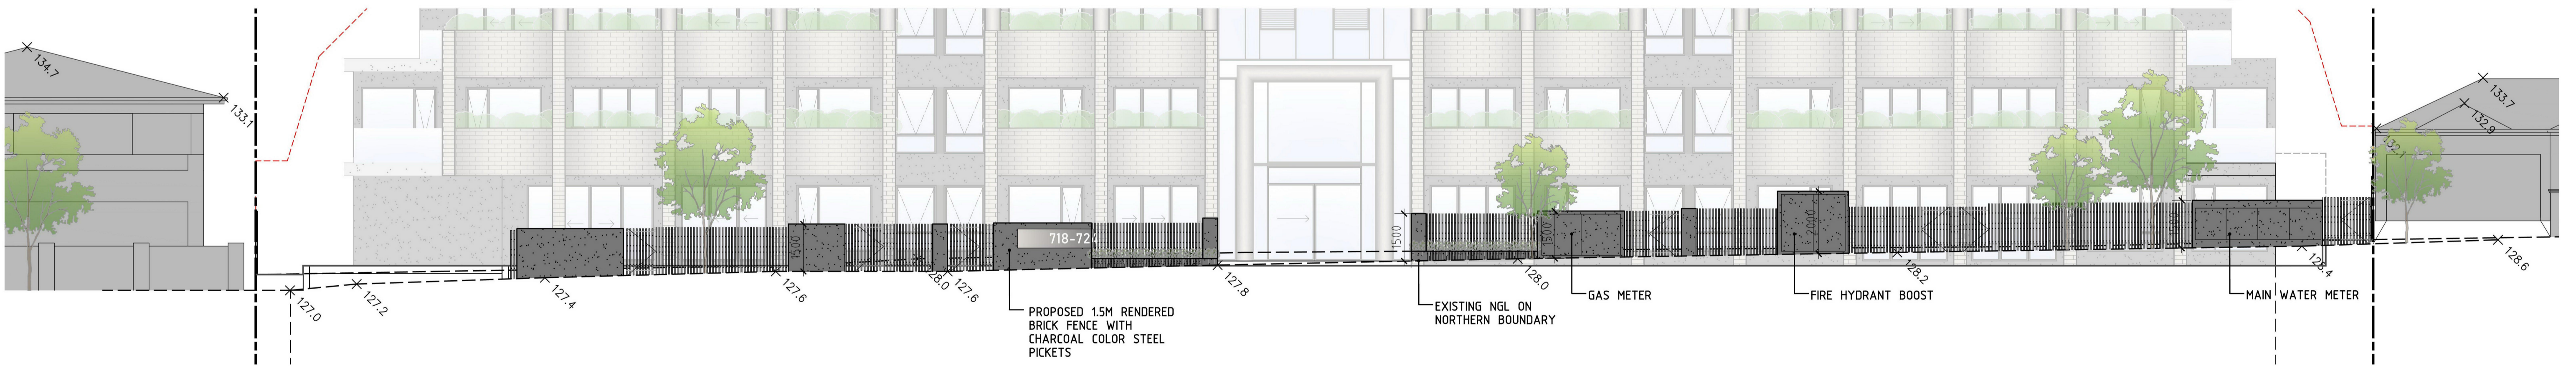 134.7
133.1
133.7
132.9
132.1
718-724
1500
1500
1500
2000
1500
127.0
127.2
127.4
127.6
128.0
127.6
127.8
128.0
128.2
128.4
128.6
PROPOSED 1.5M RENDERED
BRICK FENCE WITH
CHARCOAL COLOR STEEL
PICKETS
EXISTING NGL ON
NORTHERN BOUNDARY
GAS METER
FIRE HYDRANT BOOST
MAIN WATER METER